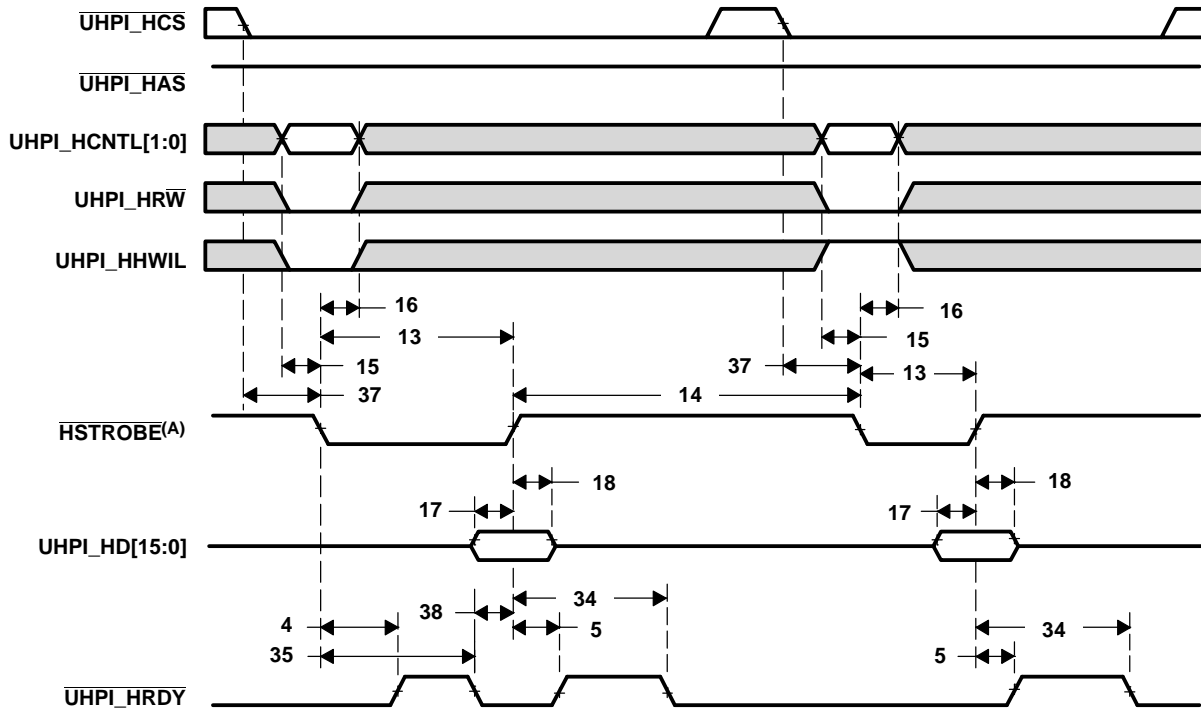 UHPI_HCS
UHPI_HAS
UHPI_HCNTL[1:0]
UHPI_HRW
UHPI_HHWIL
16
16
13
15
15
37
13
37
14
HSTROBE(A)
18
18
17
17
UHPI_HD[15:0]
38
34
4
5
34
35
5
UHPI_HRDY